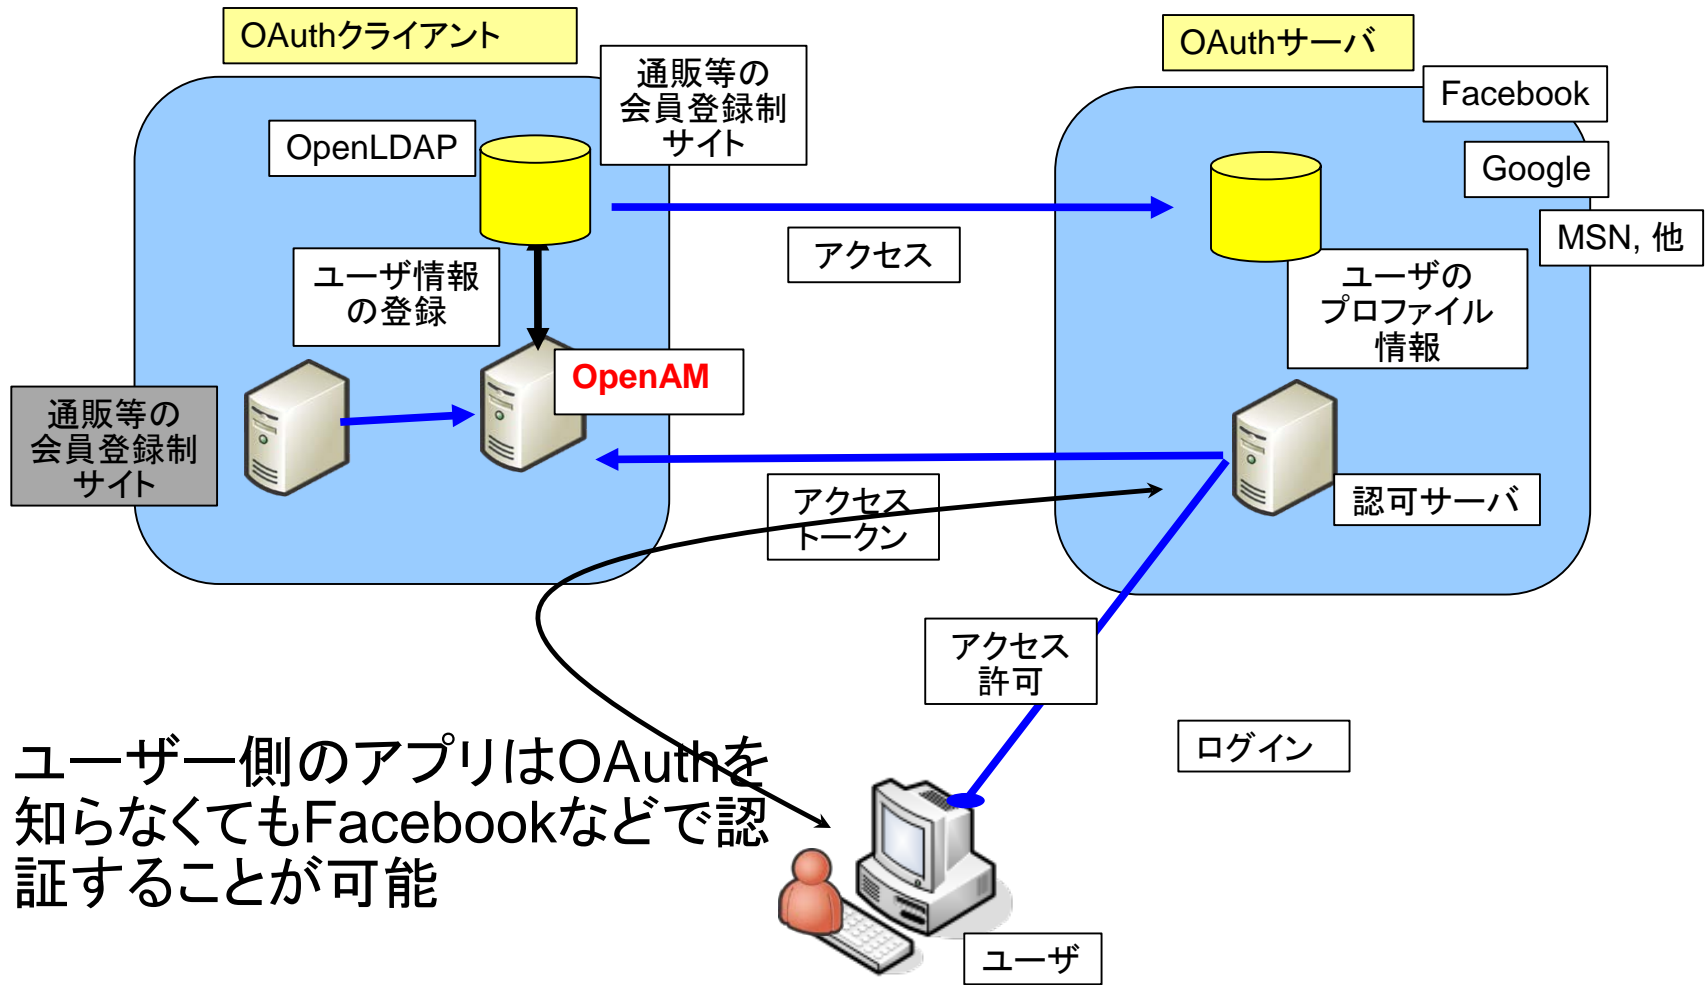 OAuthクライアント
OAuthサーバ
通販等の
会員登録制
サイト
Facebook
OpenLDAP
Google
MSN, 他
アクセス
ユーザ情報
の登録
ユーザの
プロファイル
情報
OpenAM
通販等の
会員登録制
サイト
アクセス
トークン
認可サーバ
アクセス
許可
ログイン
ユーザー側のアプリはOAuthを
知らなくてもFacebookなどで認
証することが可能
ユーザ